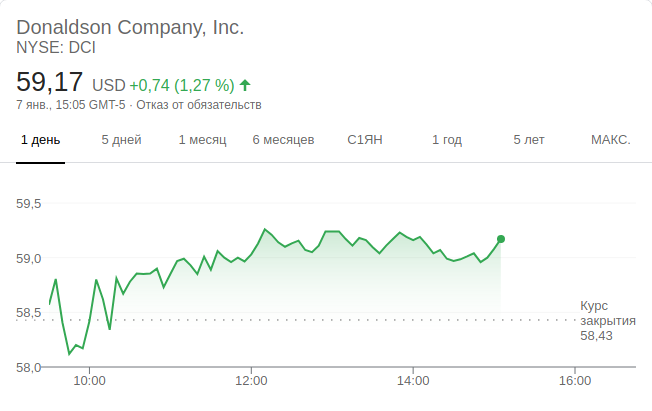 Donaldson Company, Inc.
NYSE: DCI
59,17 USD +0,74 (1,27 %)
7 янв., 15:05 GMT-5 · Отказ от обязательств
1 день 5 дней 1 месяц 6 месяцев С1ЯН 1 год 5 лет МАКС.
59,5
59,0
58,5
Курс
закрытия
58,43
58,0
10:00 12:00 14:00 16:00